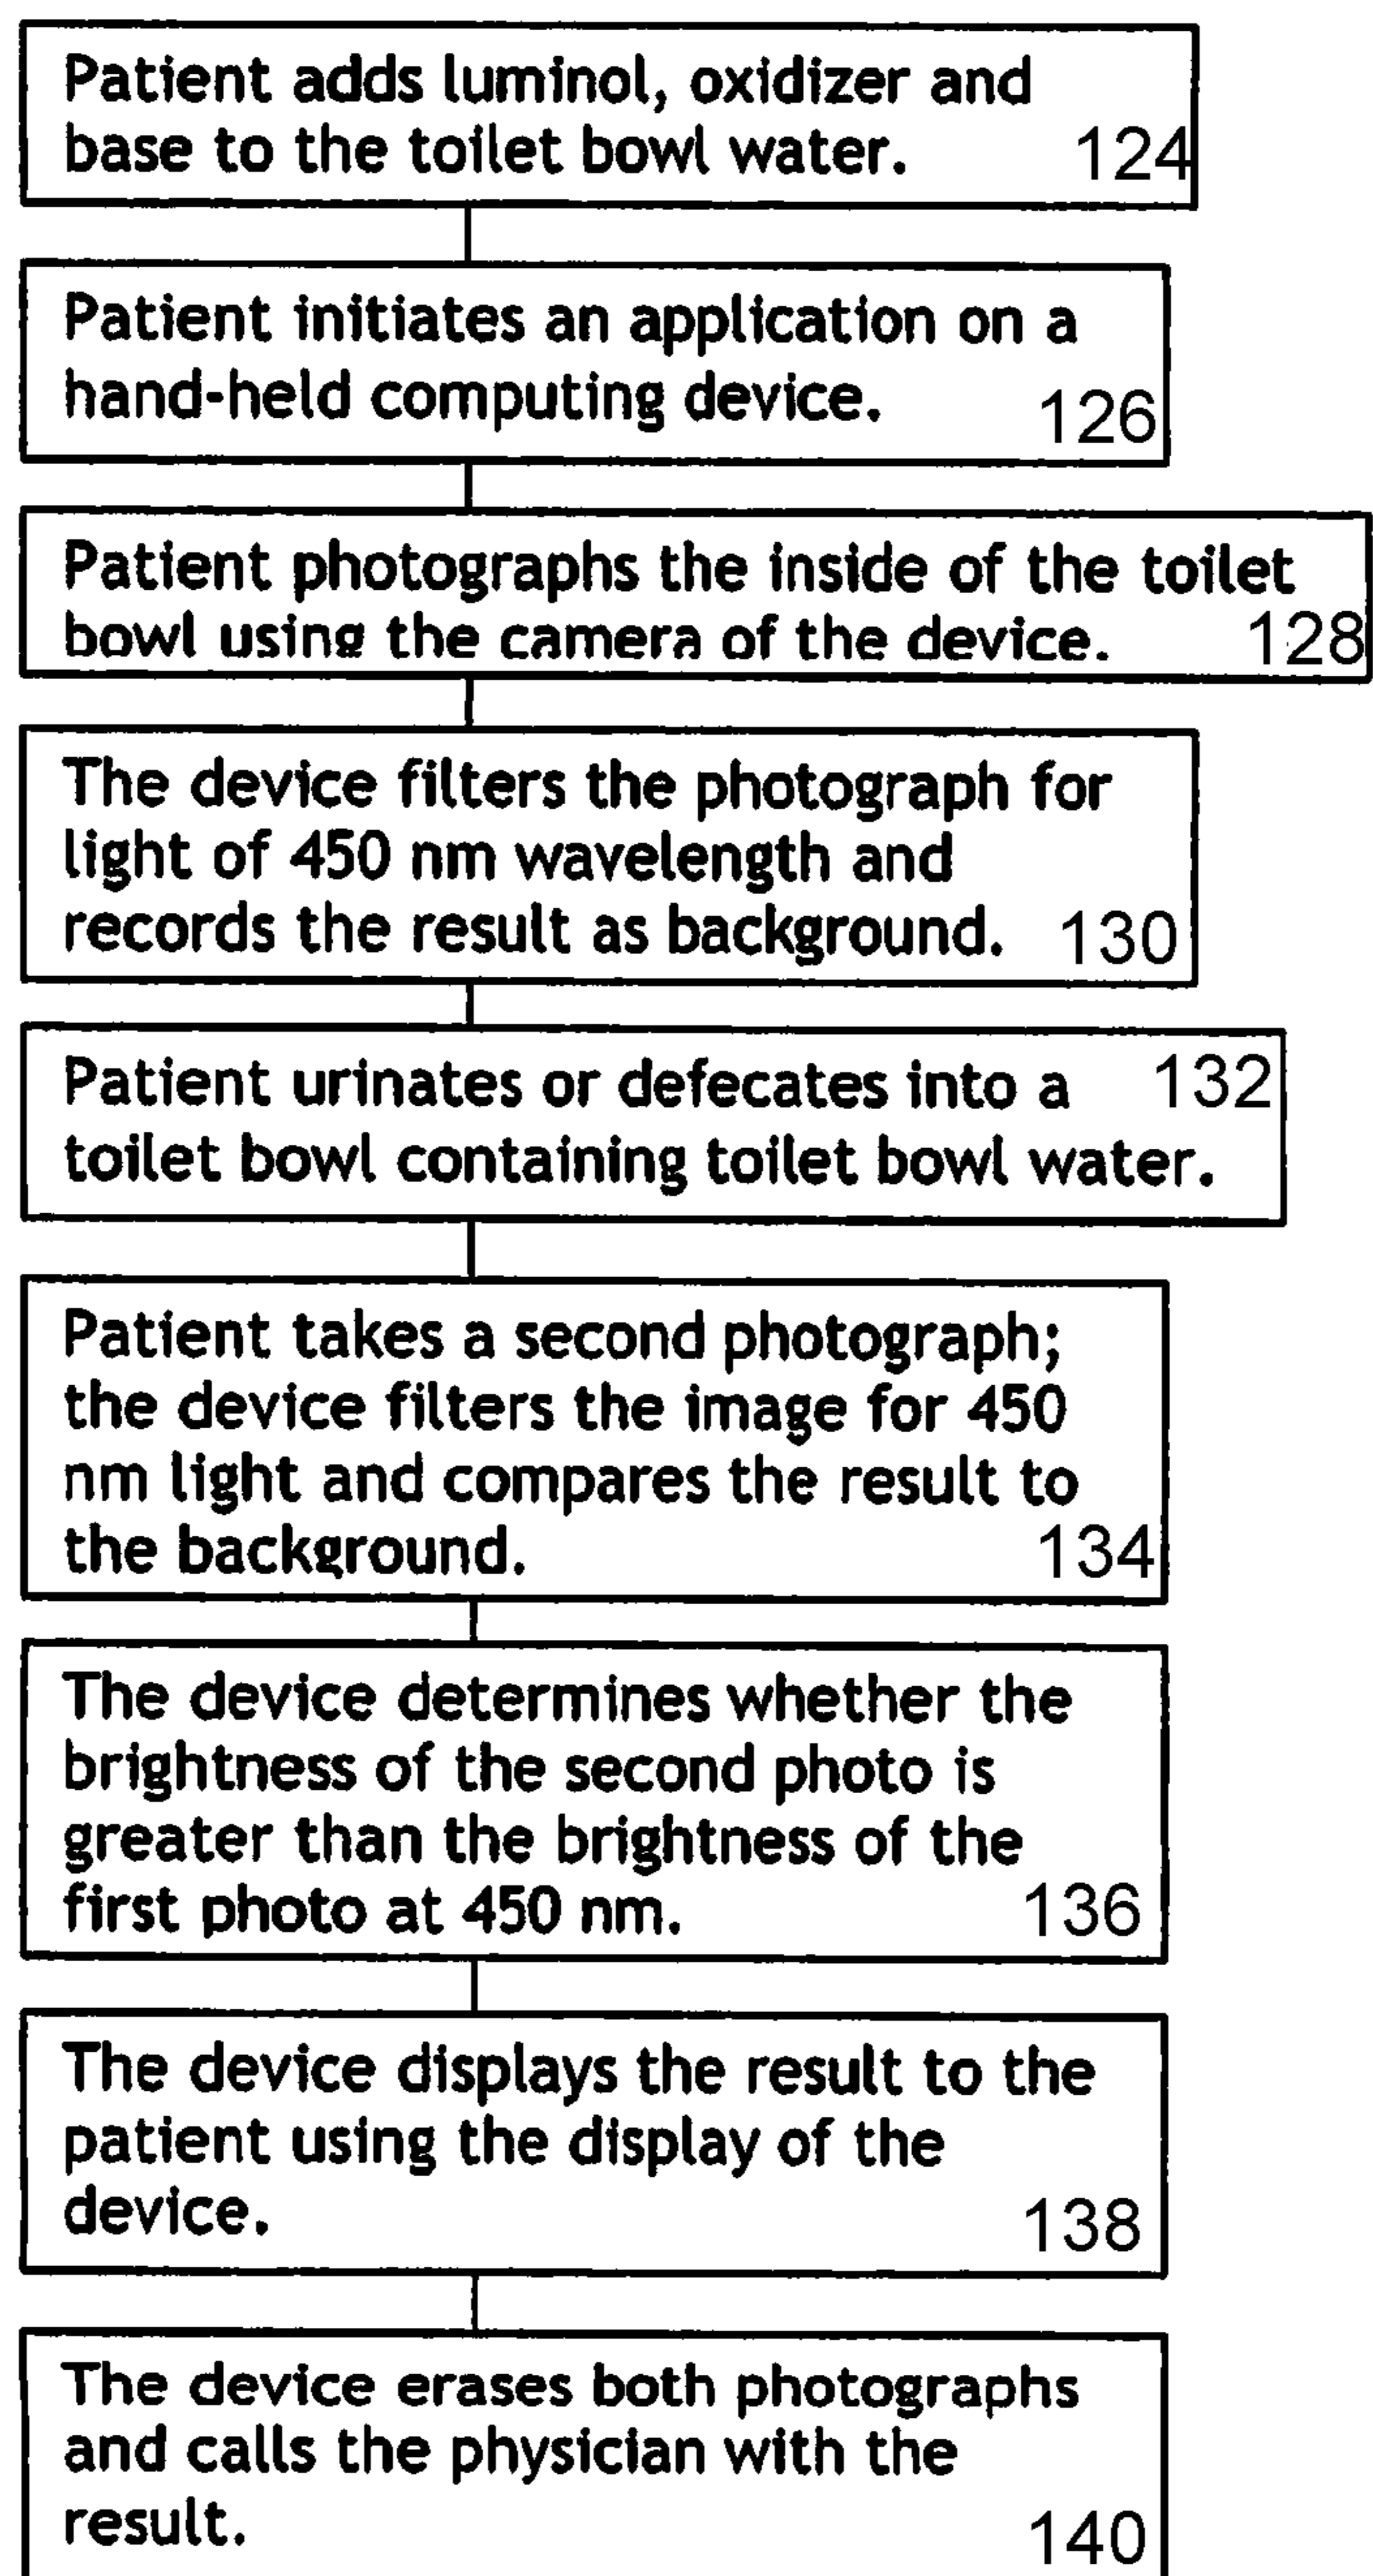 Patient adds luminol, oxidizer and
base to the toilet bowl water. 124
Patient initiates an application on a
hand-held computing device. 126
Patient photographs the inside of the toilet
bowl using the camera of the device. 128
The device filters the photograph for
light of 450 nm wavelength and
records the result as background. 130
Patient urinates or defecates into a 132
toilet bowl containing toilet bowl water.
Patient takes a second photograph;
the device filters the image for 450
nm light and compares the result to
the background. 134
The device determines whether the
brightness of the second photo is
greater than the brightness of the
first photo at 450 nm. 136
The device displays the result to the
patient using the display of the
device. 138
The device erases both photographs
and calls the physician with the
result. 140